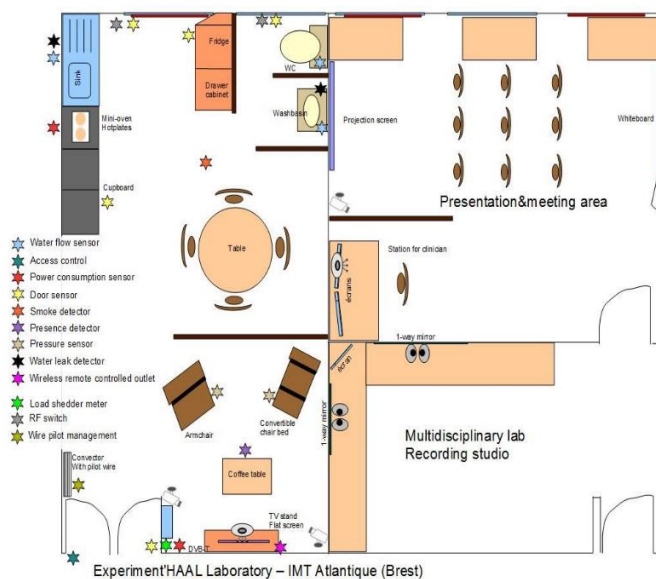 Fridge
WC
Sink
Drawer
cabinet
Washbasin
Mini-oven
Hotplates
Projection screen
Whiteboard
Cupboard
Presentation&meeting area
Table
Station for clinician
écrans
Water flow sensor
Access control
Power consumption sensor
Door sensor
Smoke detector
Presence detector
Pressure sensor
Water leak detector
Wireless remote controlled outlet
Load shedder meter
RF switch
Wire pilot management
1-way mirror
écran
Armchair
Convertible
chair bed
1-way mirror
Multidisciplinary lab
Recording studio
Convector
With pilot wire
Coffee table
TV stand
Flat screen
DVB-T
Experiment'HAAL Laboratory – IMT Atlantique (Brest)